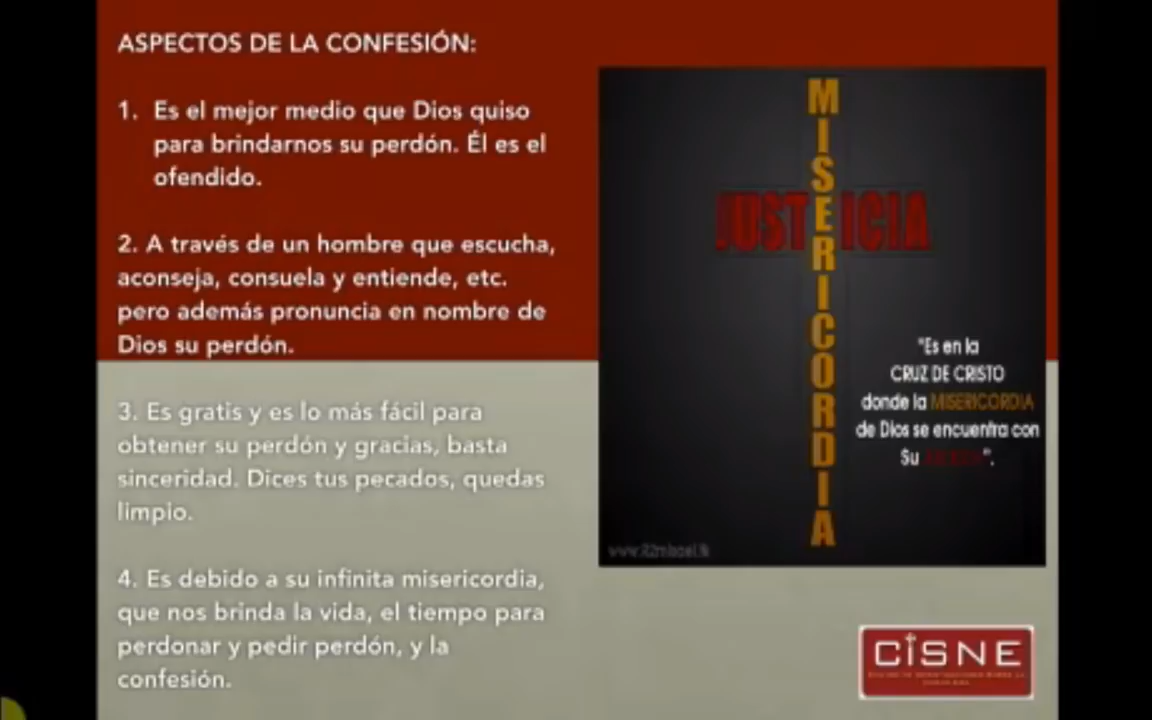 ASPECTOS DE LA CONFESIÓN:
1. Es el mejor medio que Dios quiso
para brindarnos su perdón. Él es el
ofendido.
2. A través de un hombre que escucha,
aconseja, consuela y entiende, etc.
pero además pronuncia en nombre de
Dios su perdón.
3. Es gratis y es lo más fácil para
obtener su perdón y gracias, basta
sinceridad. Dices tus pecados, quedas
limpio.
4. Es debido a su infinita misericordia,
que nos brinda la vida, el tiempo para
perdonar y pedir perdón, y la
confesión.
MISERICORDIA
JUSTICIA
"Es en la
CRUZ DE CRISTO
donde la MISERICORDIA
de Dios se encuentra con
Su ".
CISNE